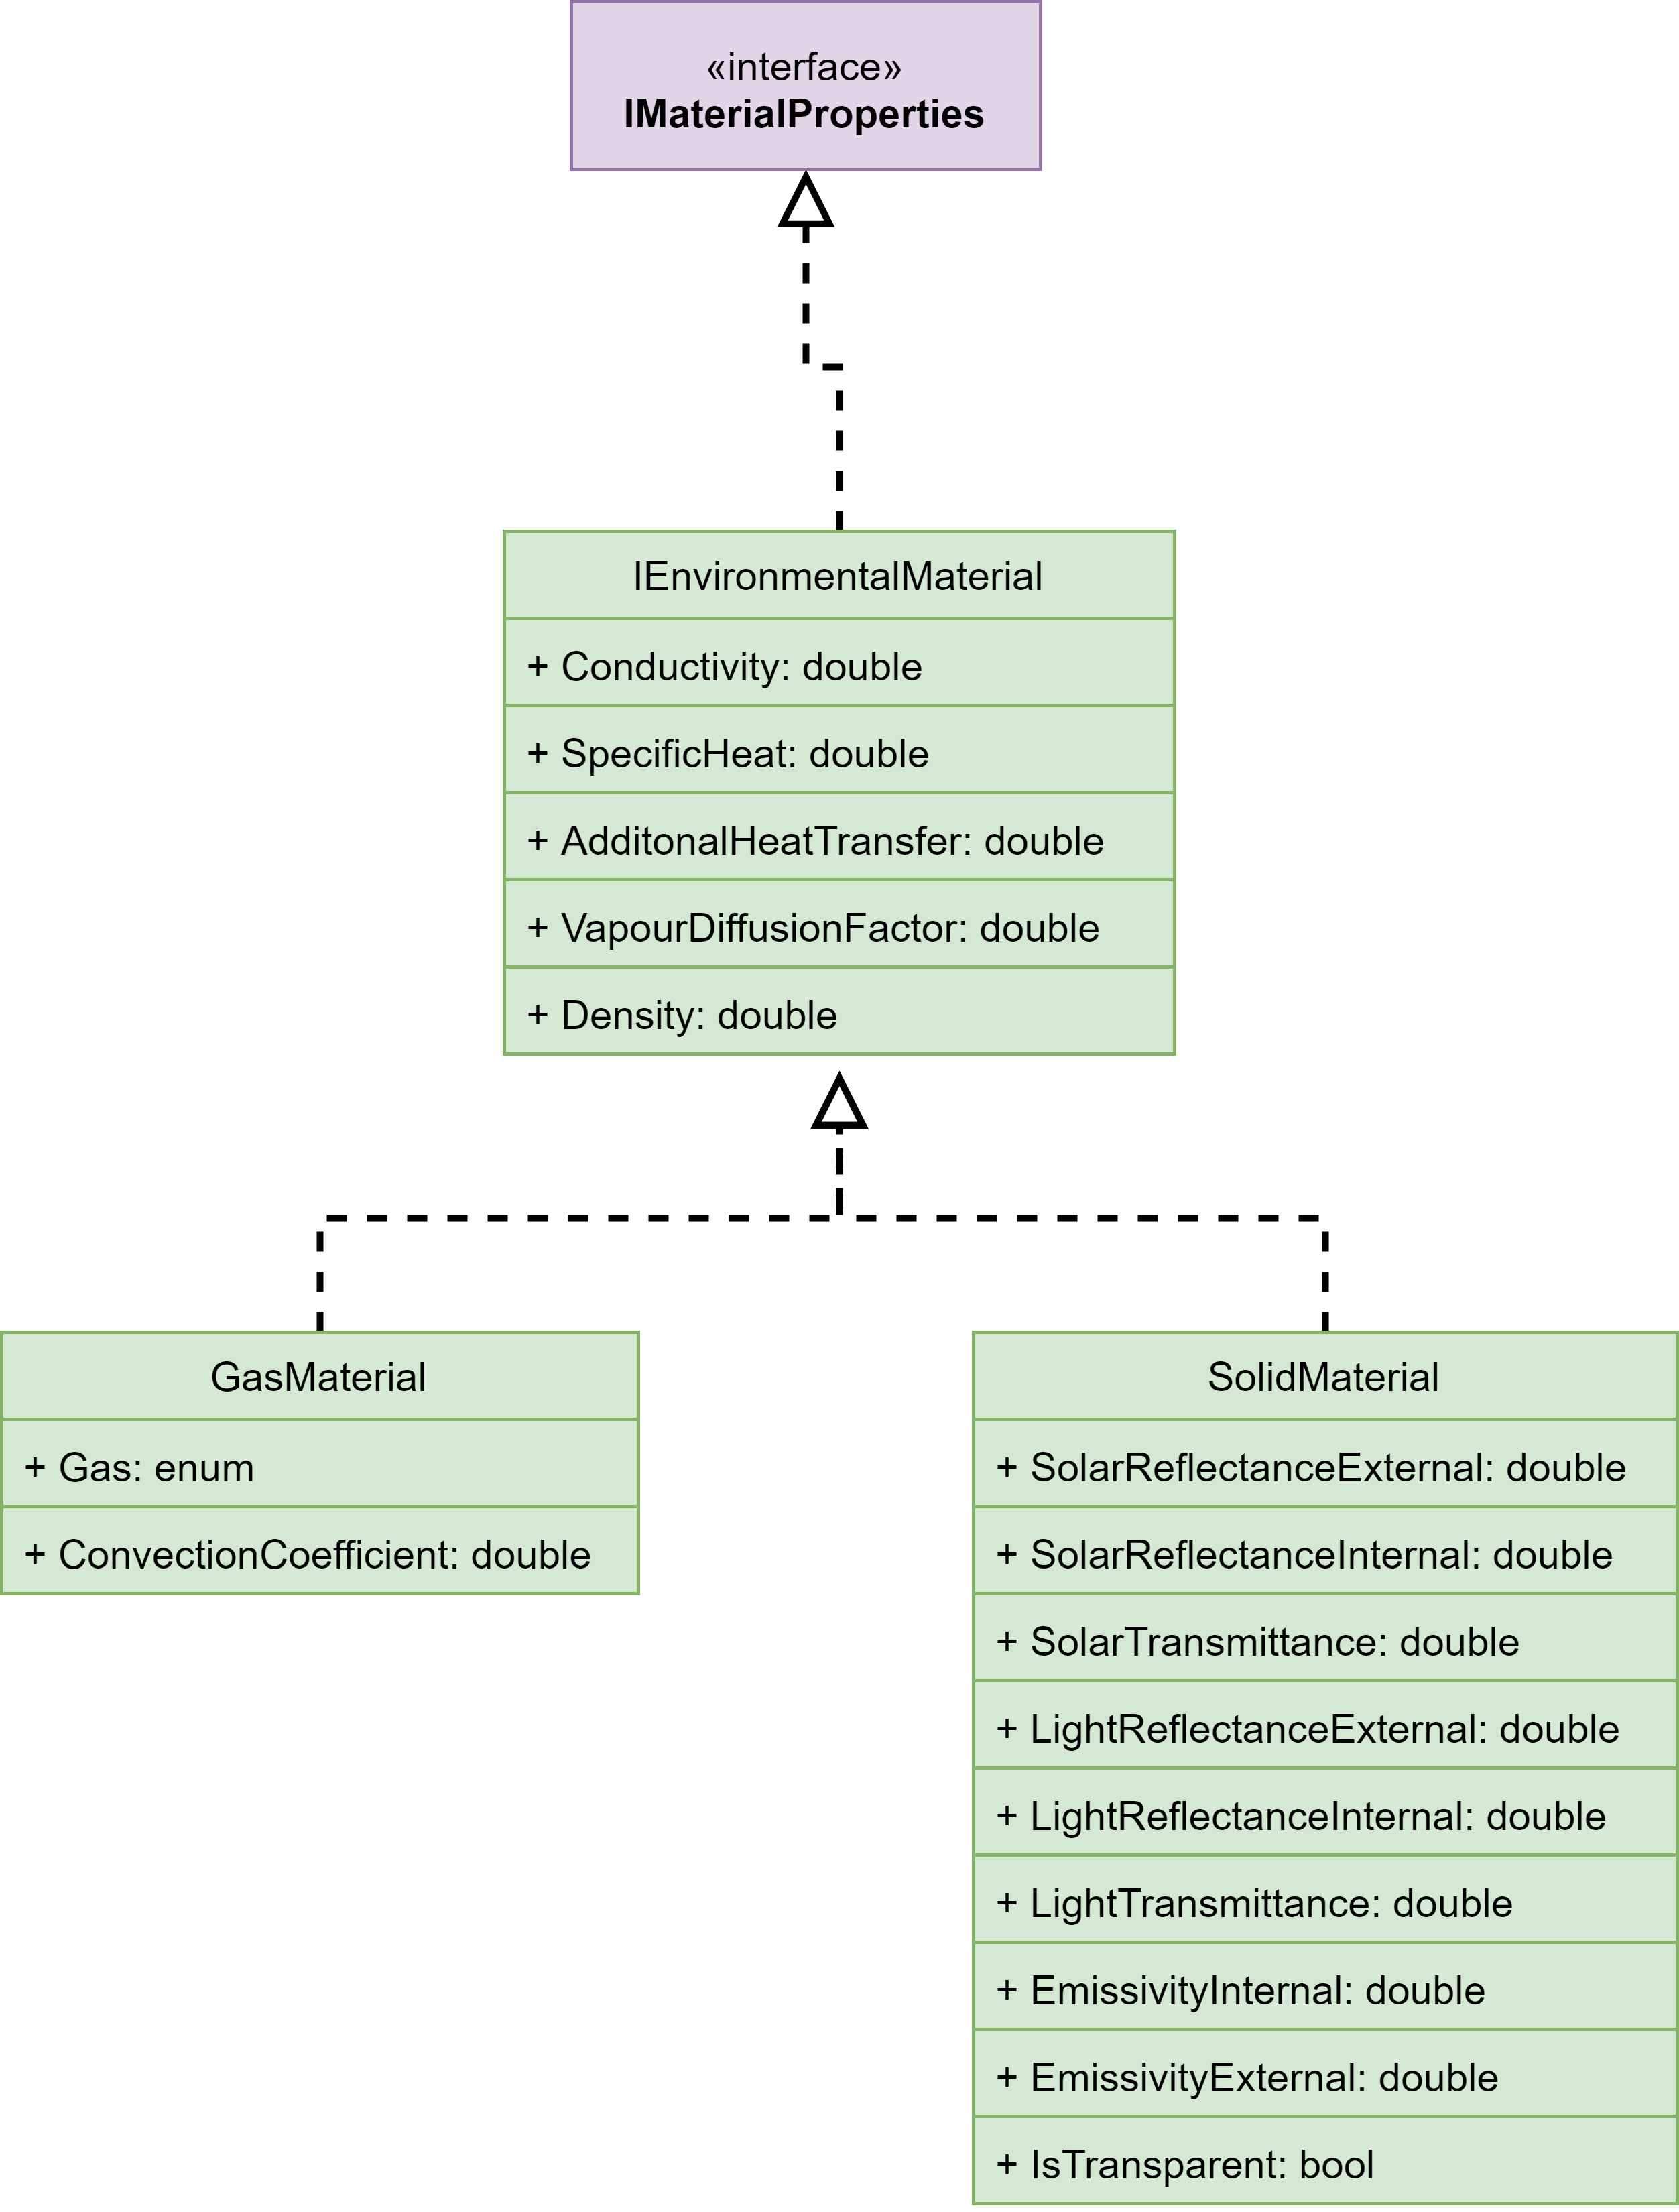 «interface»
IMaterialProperties
IEnvironmentalMaterial
+ Conductivity: double
+ SpecificHeat: double
+ AdditonalHeatTransfer: double
+ VapourDiffusionFactor: double
+ Density: double
GasMaterial
+ Gas: enum
+ ConvectionCoefficient: double
SolidMaterial
+ SolarReflectanceExternal: double
+ SolarReflectanceInternal: double
+ SolarTransmittance: double
+ LightReflectanceExternal: double
+ LightReflectanceInternal: double
+ LightTransmittance: double
+ EmissivityInternal: double
+ EmissivityExternal: double
+ IsTransparent: bool